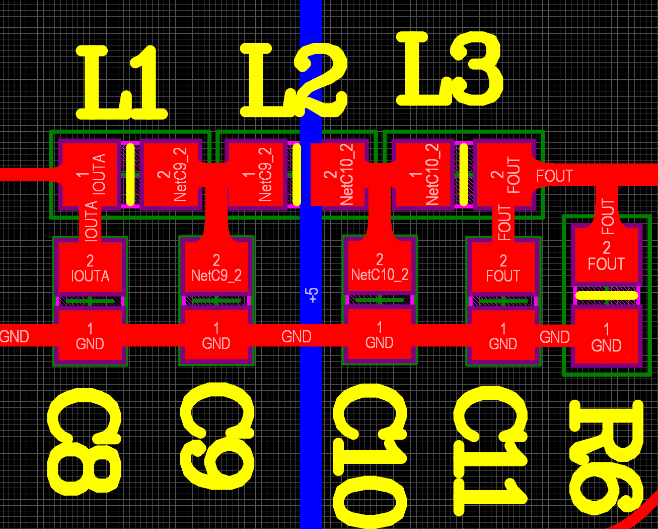 L1 L2 L3
1 IOUTA 2 NetC9_2 1 NetC9_2 2 NetC10_2 1 NetC10_2 2 FOUT FOUT
IOUTA FOUT FOUT
2 2 2 2 2
IOUTA NetC9_2 NetC10_2 FOUT FOUT
+5
1 1 1 1 1
GND GND GND GND GND GND GND GND
C8 C9 C10 C11 R6